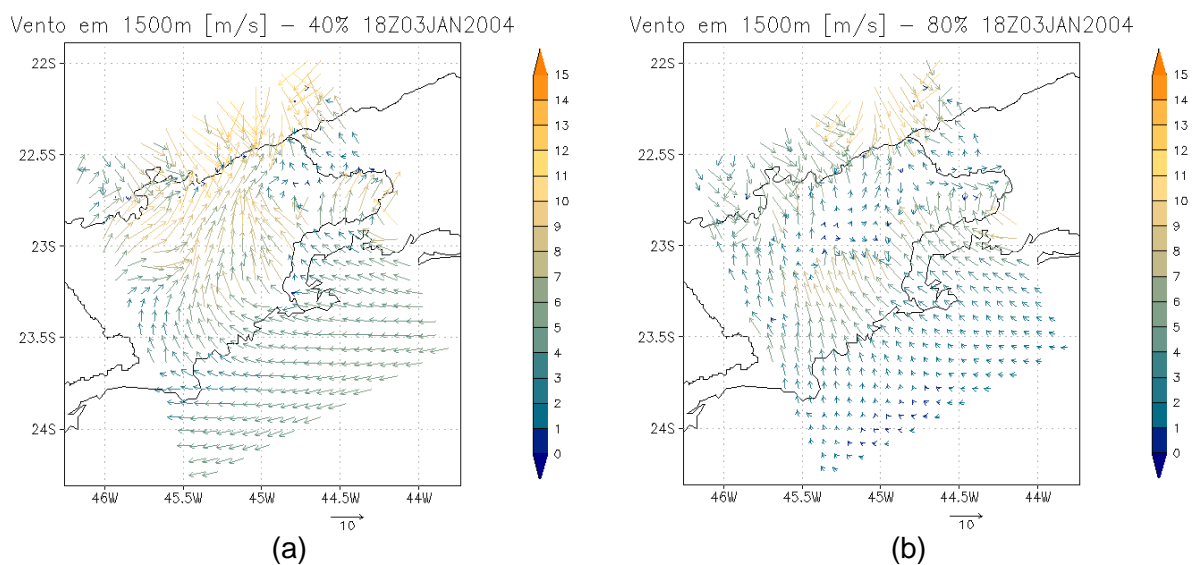 Vento em 1500m [m/s] – 40% 18Z03JAN2004
22S
22.5S
23S
23.5S
24S
46W 45.5W 45W 44.5W 44W
10
15
14
13
12
11
10
9
8
7
6
5
4
3
2
1
0
(a)
Vento em 1500m [m/s] – 80% 18Z03JAN2004
22S
22.5S
23S
23.5S
24S
46W 45.5W 45W 44.5W 44W
10
15
14
13
12
11
10
9
8
7
6
5
4
3
2
1
0
(b)